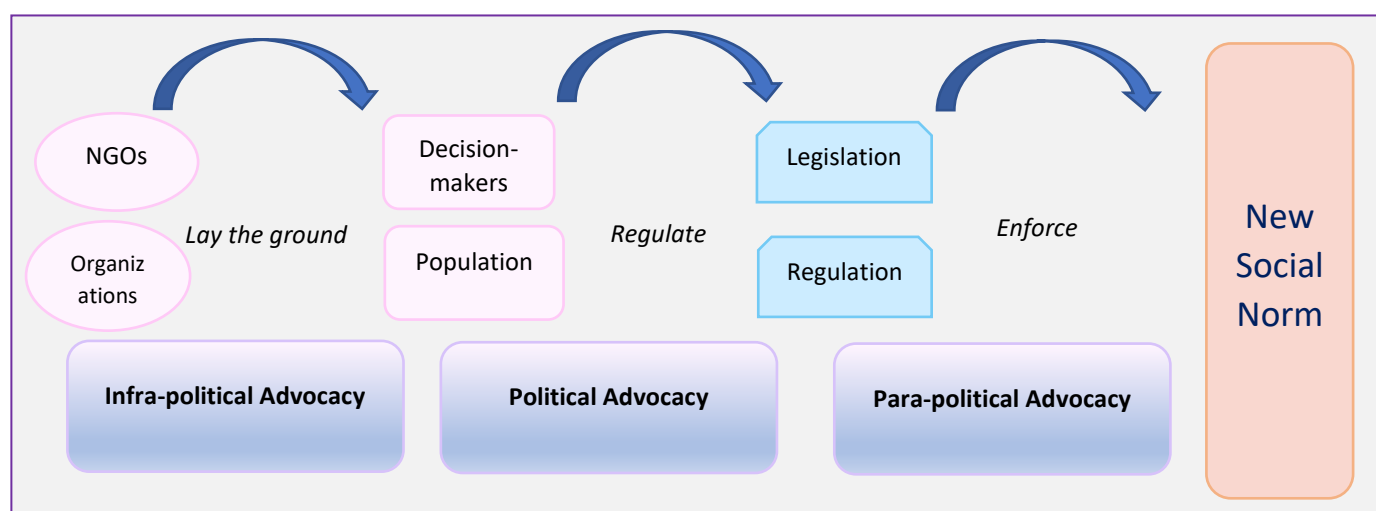 NGOs
Organiz
ations
Lay the ground
Decision-
makers
Population
Regulate
Legislation
Regulation
Enforce
New
Social
Norm
Infra-political Advocacy
Political Advocacy
Para-political Advocacy